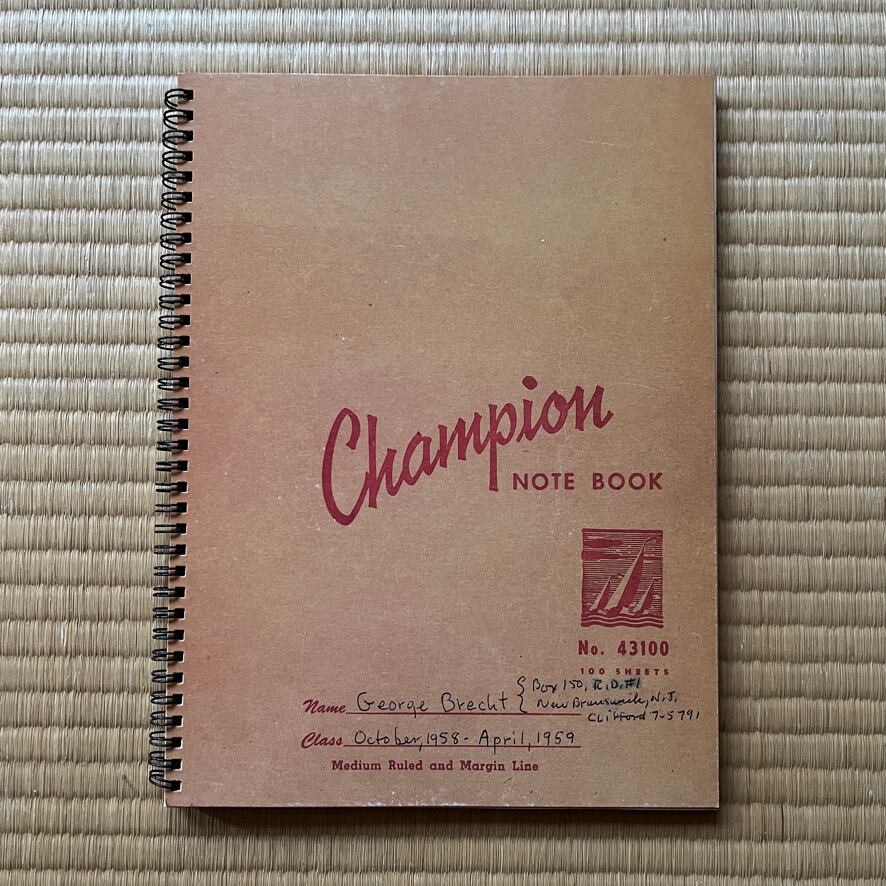 Champion
NOTE BOOK
No. 43100
100 SHEETS
Name George Brecht { Box 150, R.D.#1
New Brunswick, N.J.
Clifford 7-5791
Class October, 1958 - April, 1959
Medium Ruled and Margin Line